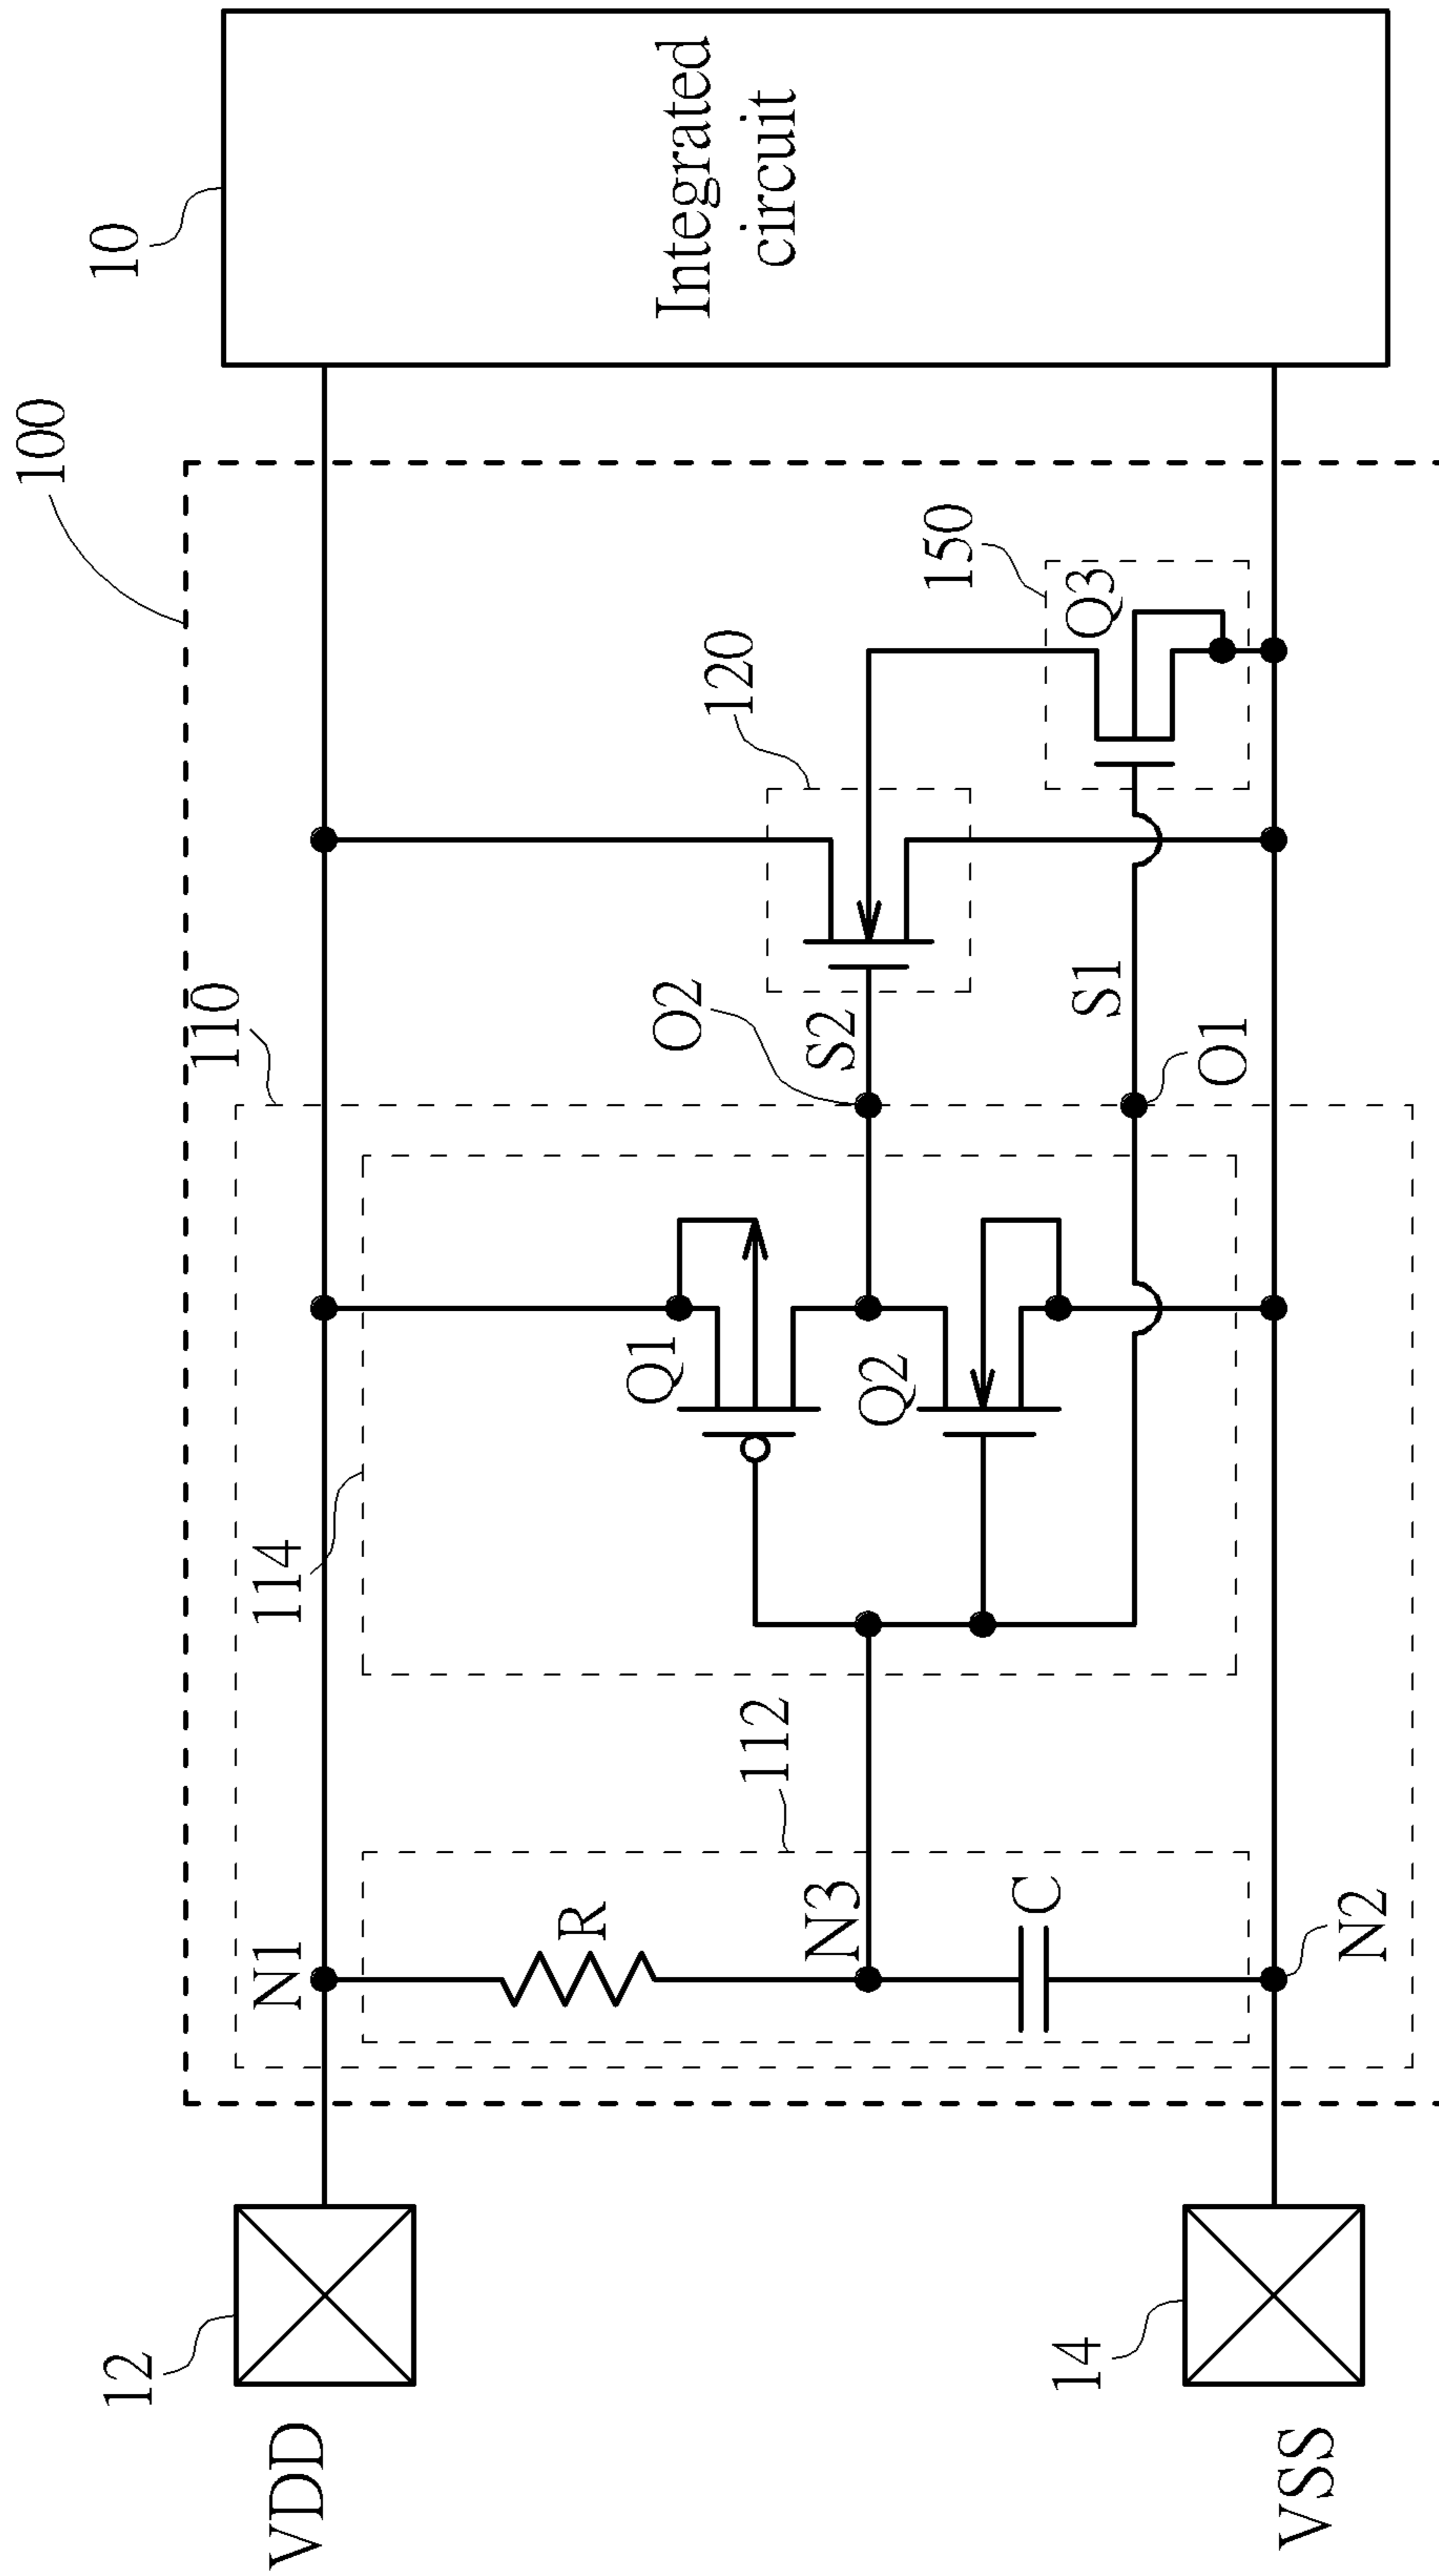 100
10
110
120
150
Integrated
circuit
114
112
N1
R
N3
C
N2
Q1
Q2
O2
S2
S1
O1
Q3
12
VDD
14
VSS